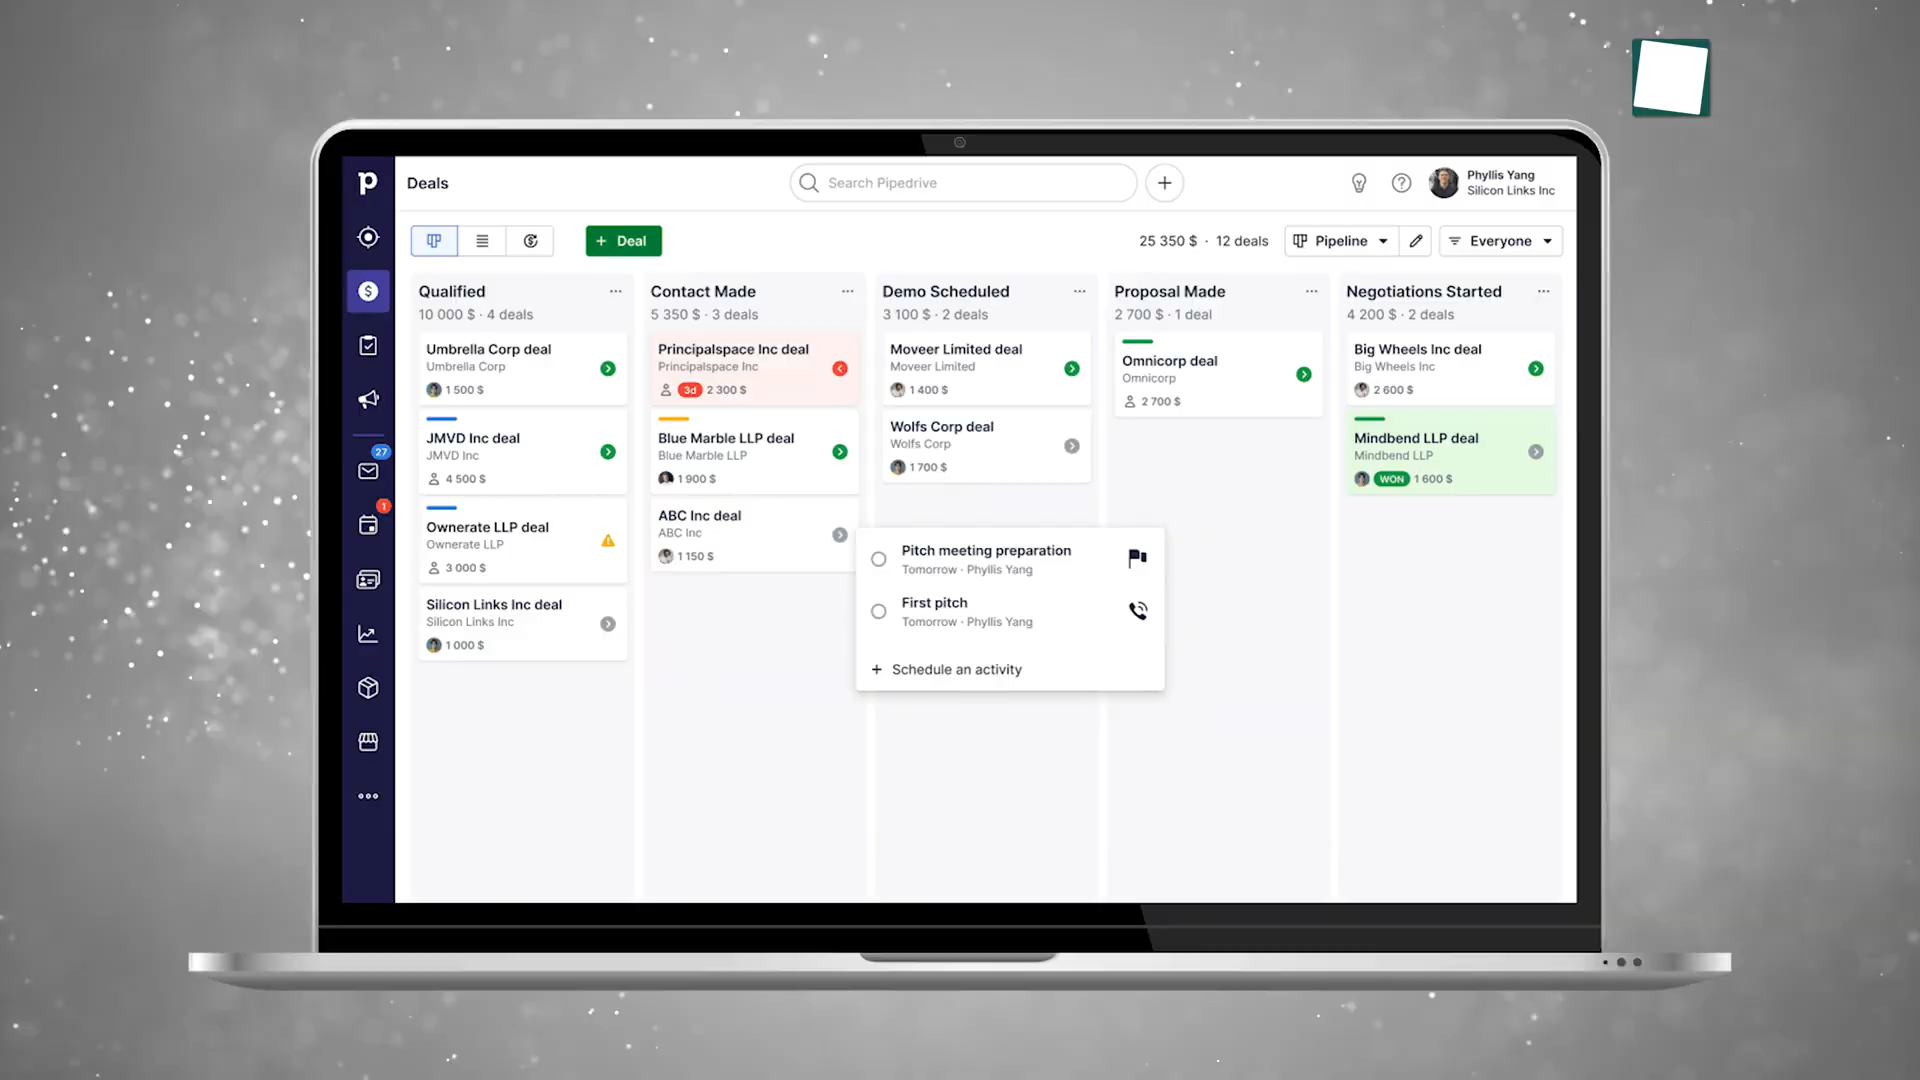 p
Deals
Search Pipedrive
Phyllis Yang
Silicon Links Inc
+ Deal
25 350 $ · 12 deals
Pipeline
Everyone
27
1
Qualified
10 000 $ · 4 deals
Umbrella Corp deal
Umbrella Corp
1 500 $
JMVD Inc deal
JMVD Inc
4 500 $
Ownerate LLP deal
Ownerate LLP
3 000 $
Silicon Links Inc deal
Silicon Links Inc
1 000 $
Contact Made
5 350 $ · 3 deals
Principalspace Inc deal
Principalspace Inc
3d 2 300 $
Blue Marble LLP deal
Blue Marble LLP
1 900 $
ABC Inc deal
ABC Inc
1 150 $
Demo Scheduled
3 100 $ · 2 deals
Moveer Limited deal
Moveer Limited
1 400 $
Wolfs Corp deal
Wolfs Corp
1 700 $
Pitch meeting preparation
Tomorrow · Phyllis Yang
First pitch
Tomorrow · Phyllis Yang
+ Schedule an activity
Proposal Made
2 700 $ · 1 deal
Omnicorp deal
Omnicorp
2 700 $
Negotiations Started
4 200 $ · 2 deals
Big Wheels Inc deal
Big Wheels Inc
2 600 $
Mindbend LLP deal
Mindbend LLP
WON 1 600 $